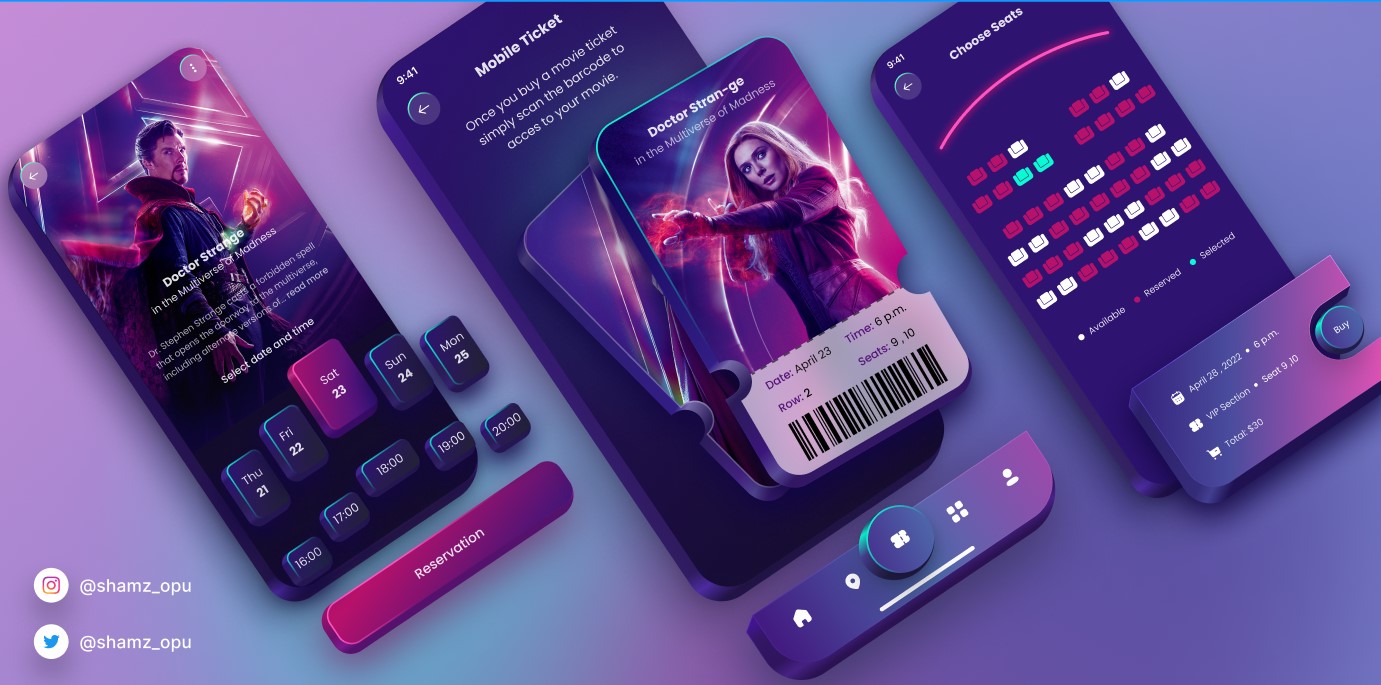 Doctor Strange
in the Multiverse of Madness
Dr. Stephen Strange casts a forbidden spell
that opens the doorway to the multiverse,
including alternate versions of... read more
Select date and time
Thu
21
Fri
22
Sat
23
Sun
24
Mon
25
16:00
17:00
18:00
19:00
20:00
Reservation
@shamz_opu
@shamz_opu
9:41
Mobile Ticket
Once you buy a movie ticket
simply scan the barcode to
acces to your movie.
Doctor Stran-ge
in the Multiverse of Madness
Date: April 23
Time: 6 p.m.
Row: 2
Seats: 9 ,10
9:41
Choose Seats
Available
Reserved
Selected
April 28 , 2022 • 6 p.m.
VIP Section • Seat 9 ,10
Total: $30
Buy